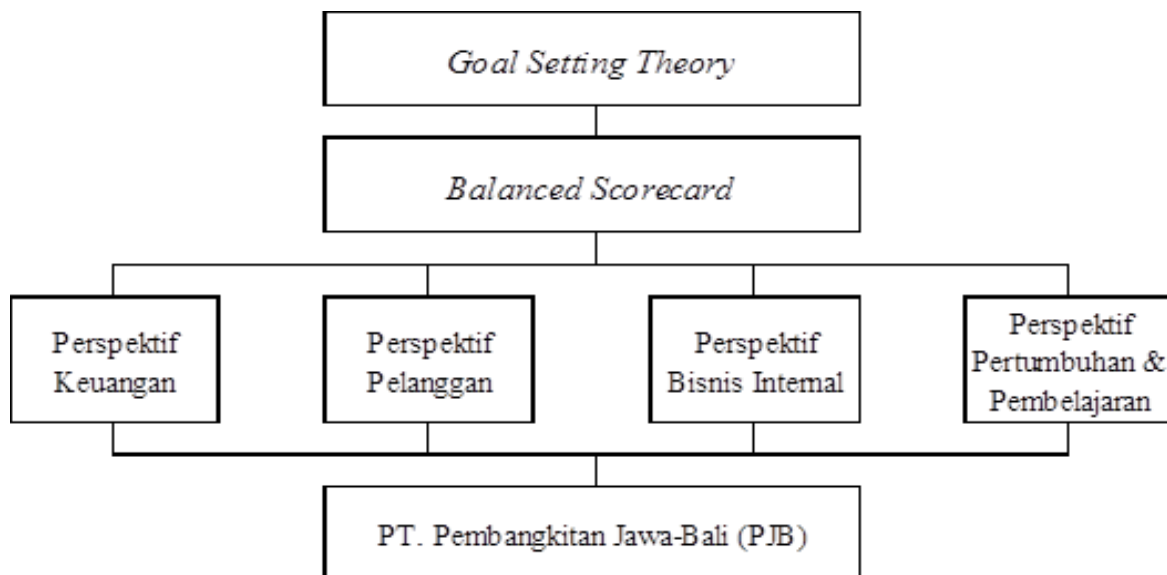 Goal Setting Theory
Balanced Scorecard
Perspektif
Keuangan
Perspektif
Pelanggan
Perspektif
Bisnis Internal
Perspektif
Pertumbuhan &
Pembelajaran
PT. Pembangkitan Jawa-Bali (PJB)